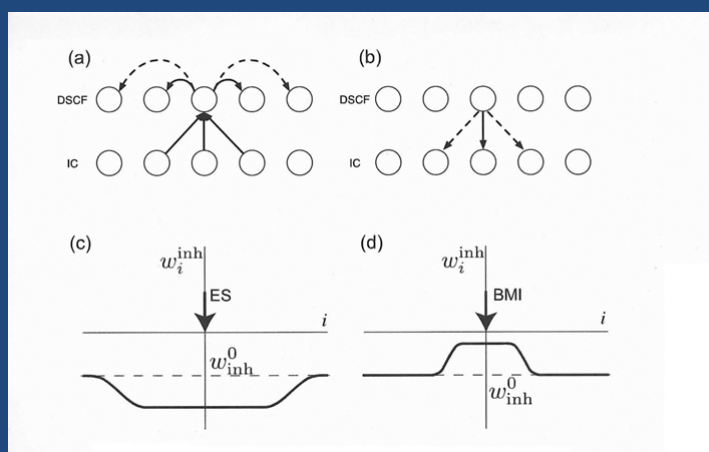 (a)
DSCF
IC
(b)
DSCF
IC
(c)
w_i^inh
ES
i
w_inh^0
(d)
w_i^inh
BMI
i
w_inh^0